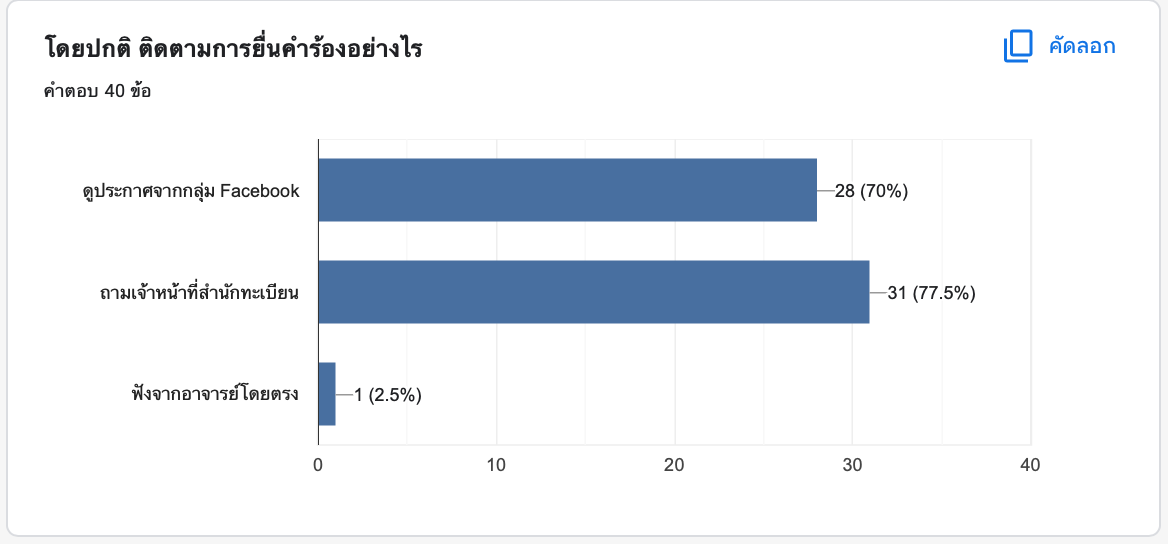 โดยปกติ ติดตามการยื่นคำร้องอย่างไร
คัดลอก
คำตอบ 40 ข้อ
ดูประกาศจากกลุ่ม Facebook
28 (70%)
ถามเจ้าหน้าที่สำนักทะเบียน
31 (77.5%)
ฟังจากอาจารย์โดยตรง
1 (2.5%)
0 10 20 30 40